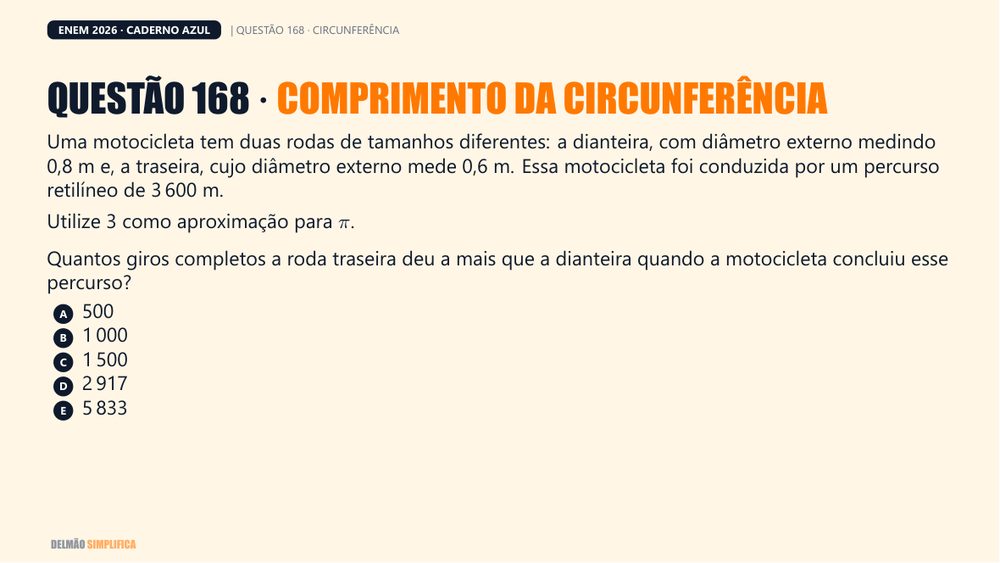 ENEM 2026 · CADERNO AZUL | QUESTÃO 168 · CIRCUNFERÊNCIA
QUESTÃO 168 · COMPRIMENTO DA CIRCUNFERÊNCIA
Uma motocicleta tem duas rodas de tamanhos diferentes: a dianteira, com diâmetro externo medindo
0,8 m e, a traseira, cujo diâmetro externo mede 0,6 m. Essa motocicleta foi conduzida por um percurso
retilíneo de 3 600 m.
Utilize 3 como aproximação para π.
Quantos giros completos a roda traseira deu a mais que a dianteira quando a motocicleta concluiu esse
percurso?
A 500
B 1 000
C 1 500
D 2 917
E 5 833
DELMÃO SIMPLIFICA